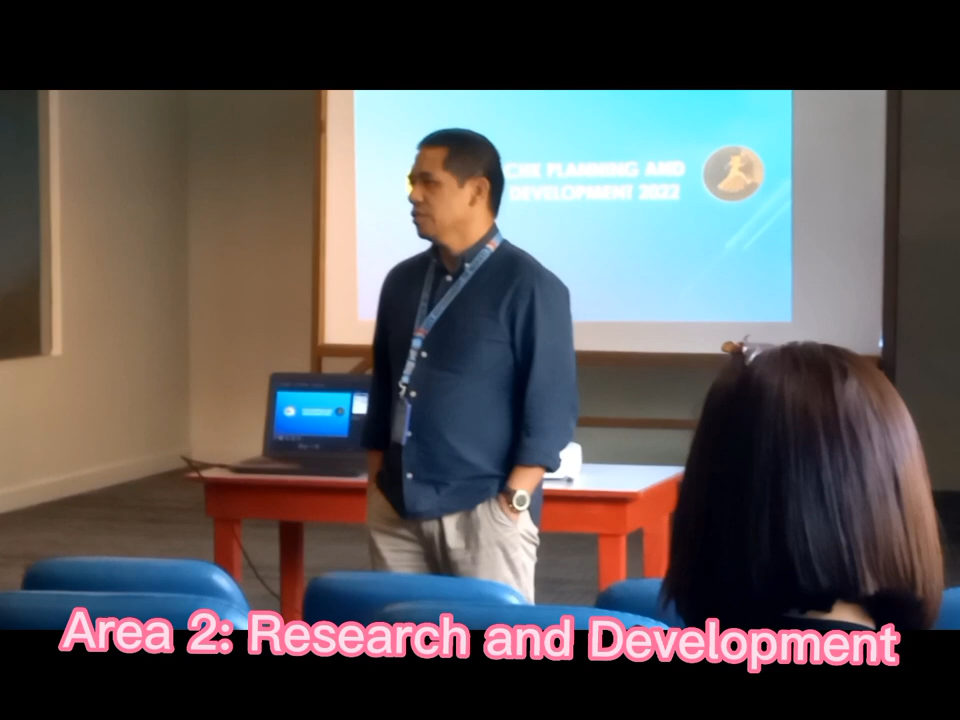 PLANNING AND
DEVELOPMENT 2022
Area 2: Research and Development